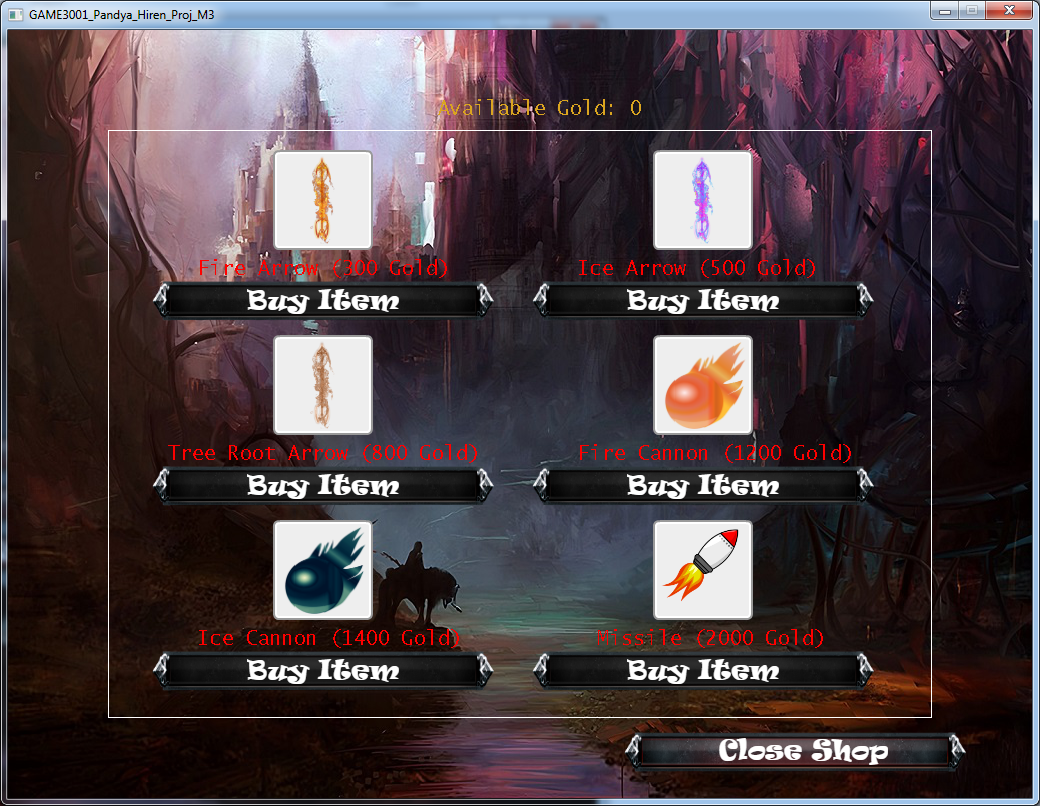 GAME3001_Pandya_Hiren_Proj_M3
Available Gold: 0
Fire Arrow (300 Gold)
Ice Arrow (500 Gold)
Buy Item
Buy Item
Tree Root Arrow (800 Gold)
Fire Cannon (1200 Gold)
Buy Item
Buy Item
Ice Cannon (1400 Gold)
Missile (2000 Gold)
Buy Item
Buy Item
Close Shop